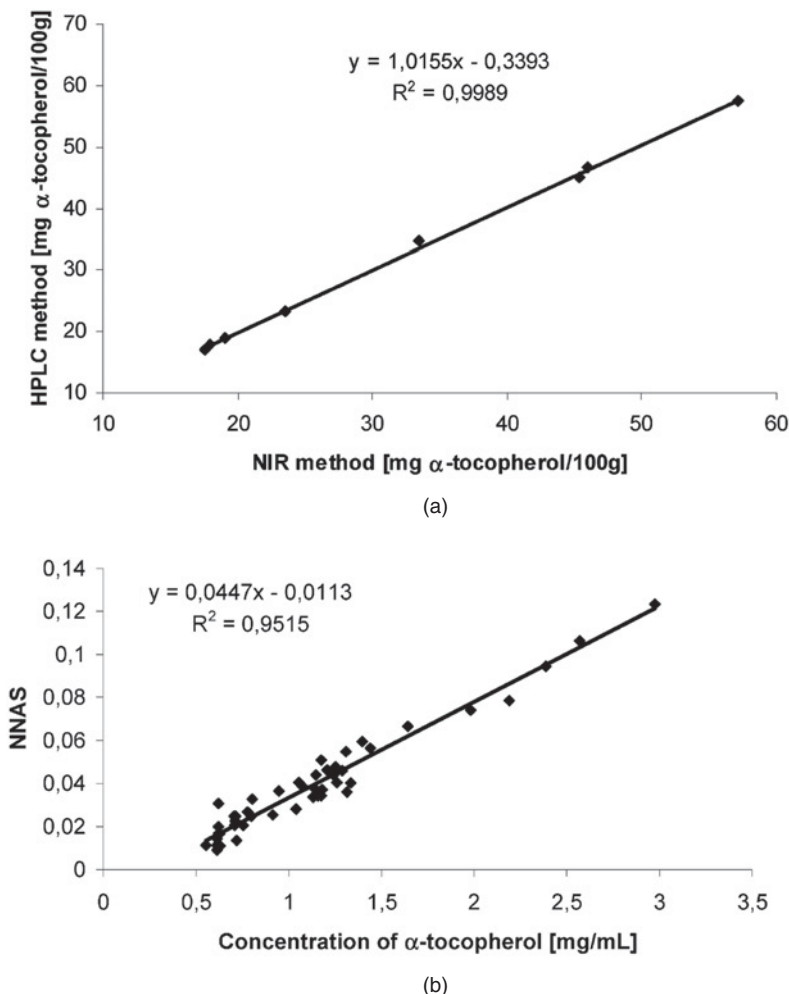 70
60
50
40
30
20
10
HPLC method [mg α-tocopherol/100g]
y = 1,0155x - 0,3393
R² = 0,9989
10 20 30 40 50 60
NIR method [mg α-tocopherol/100g]
(a)
0,14
0,12
0,1
0,08
0,06
0,04
0,02
0
NNAS
y = 0,0447x - 0,0113
R² = 0,9515
0 0,5 1 1,5 2 2,5 3 3,5
Concentration of α-tocopherol [mg/mL]
(b)